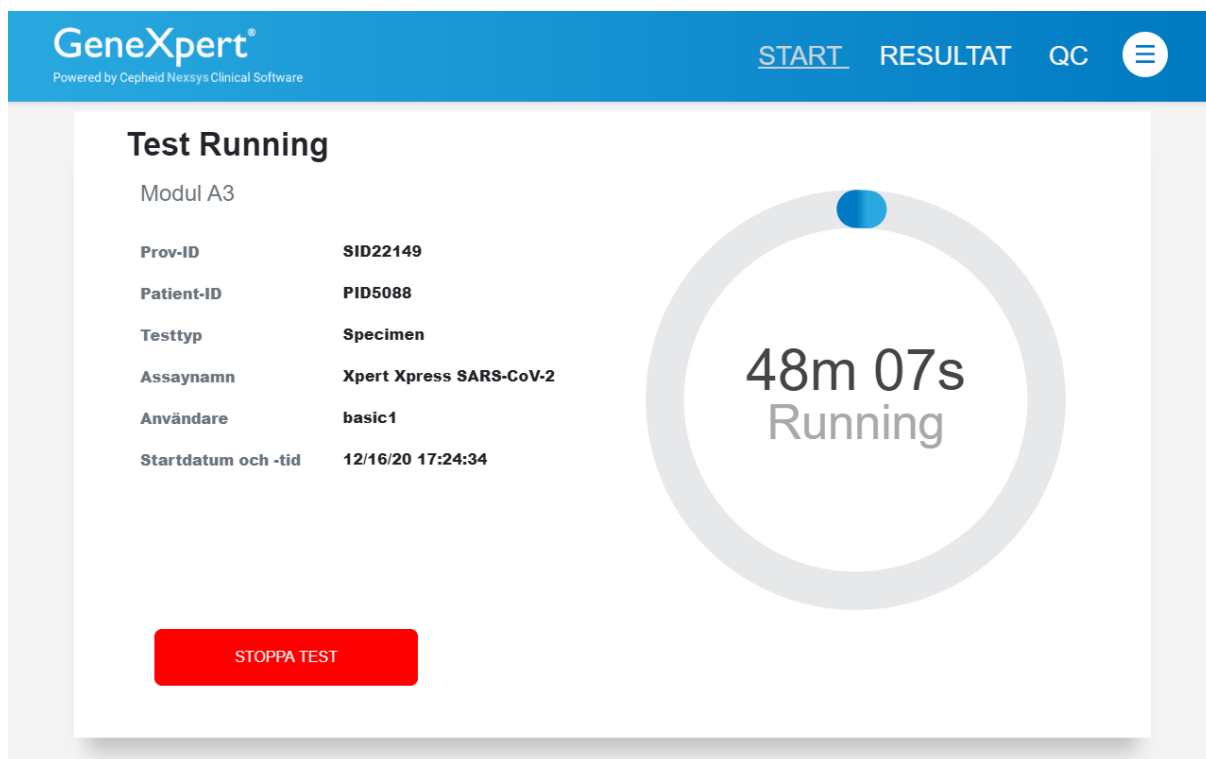 GeneXpert®
Powered by Cepheid Nexsys Clinical Software
START RESULTAT QC
Test Running
Modul A3
Prov-ID SID22149
Patient-ID PID5088
Testtyp Specimen
Assaynamn Xpert Xpress SARS-CoV-2
Användare basic1
Startdatum och -tid 12/16/20 17:24:34
48m 07s
Running
STOPPA TEST